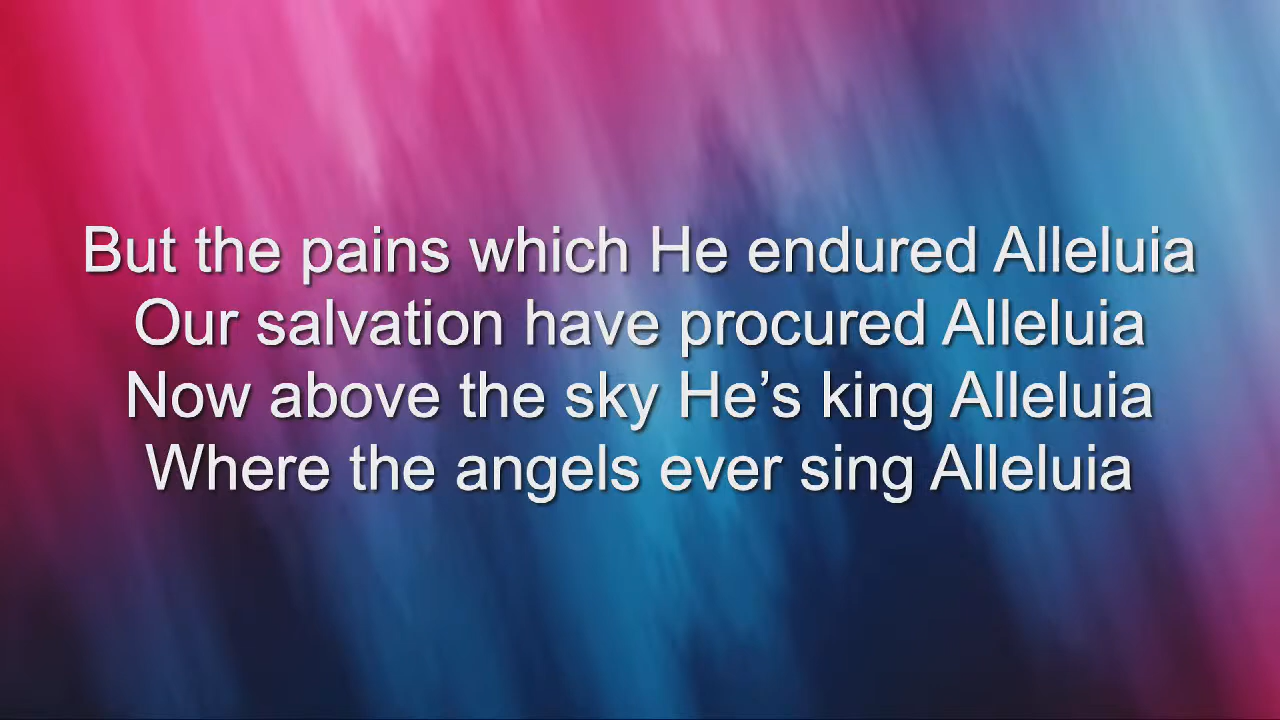 But the pains which He endured Alleluia
Our salvation have procured Alleluia
Now above the sky He’s king Alleluia
Where the angels ever sing Alleluia